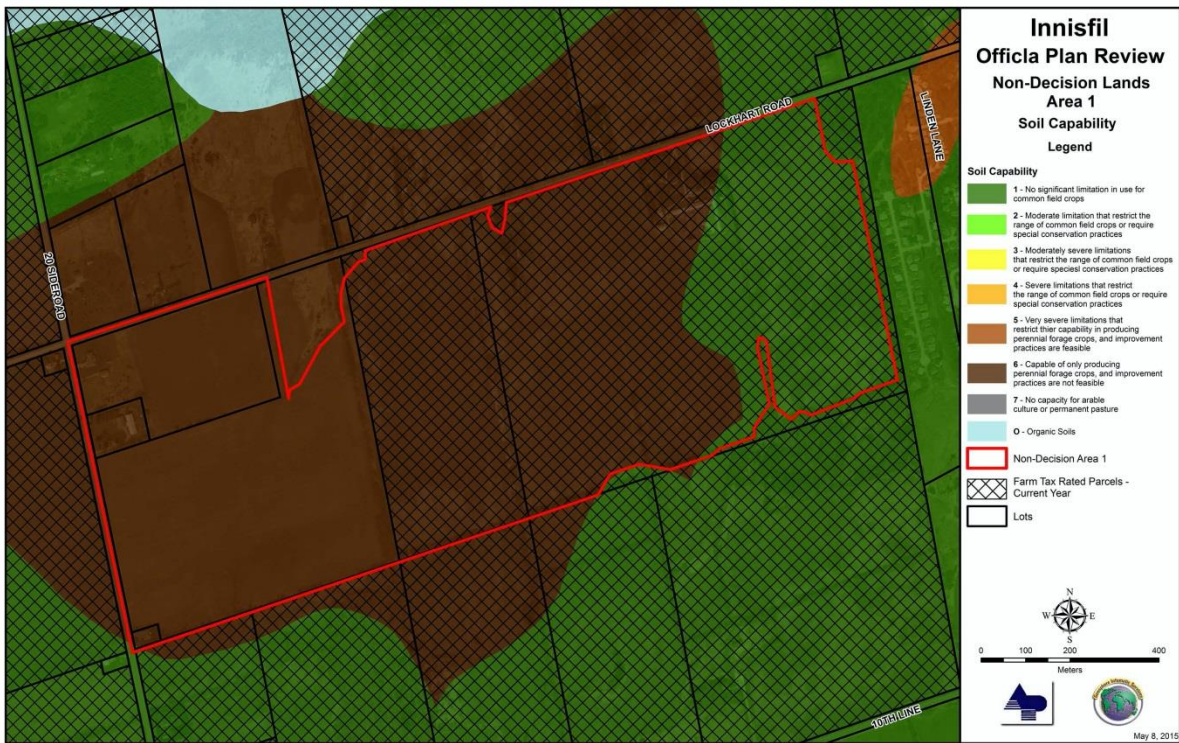 Innisfil
Officla Plan Review
Non-Decision Lands
Area 1
Soil Capability
Legend
Soil Capability
1 - No significant limitation in use for
common field crops
2 - Moderate limitation that restrict the
range of common field crops or require
special conservation practices
3 - Moderately severe limitations
that restrict the range of common field crops
or require speciesl conservation practices
4 - Severe limitations that restrict
the range of common field crops or require
special conservation practices
5 - Very severe limitations that
restrict thier capability in producing
perennial forage crops, and improvement
practices are feasible
6 - Capable of only producing
perennial forage crops, and improvement
practices are not feasible
7 - No capacity for arable
culture or permanent pasture
O - Organic Soils
Non-Decision Area 1
Farm Tax Rated Parcels -
Current Year
Lots
N
W E
S
0 100 200 400
Meters
May 8, 2015
LOCKHART ROAD
LINDEN LANE
20 SIDEROAD
10TH LINE